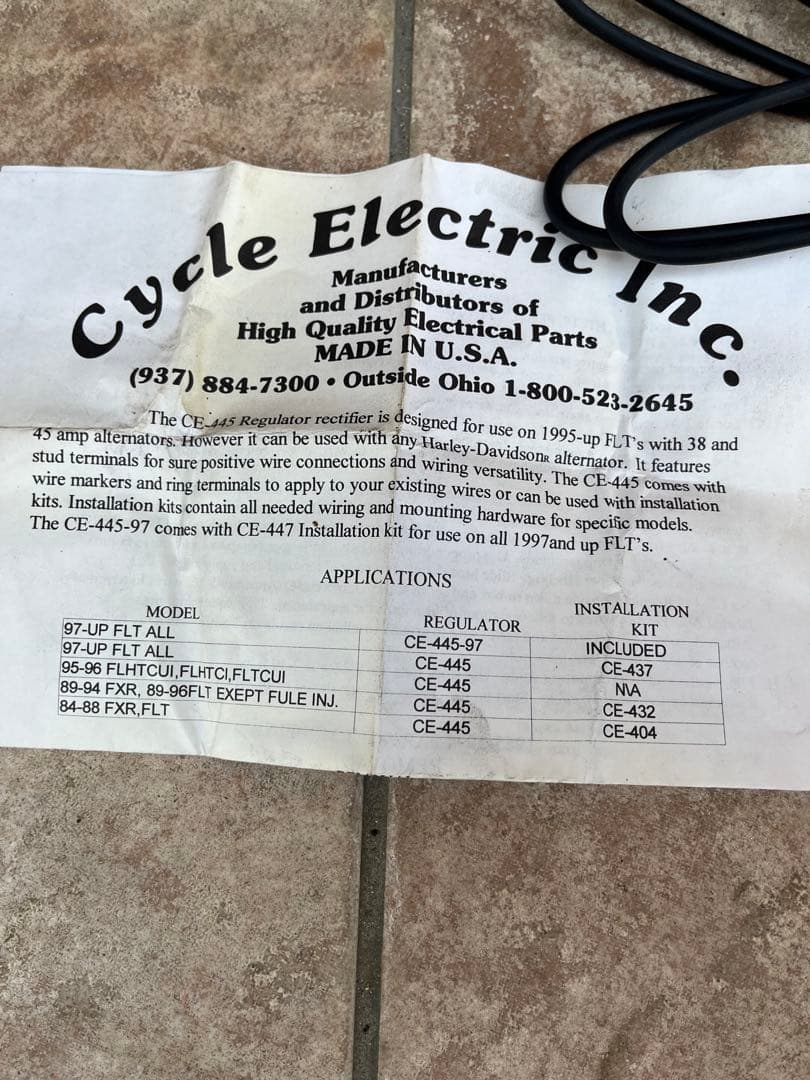 Cycle Electric Inc.
Manufacturers
and Distributors of
High Quality Electrical Parts
MADE IN U.S.A.
(937) 884-7300 • Outside Ohio 1-800-523-2645
The CE-445 Regulator rectifier is designed for use on 1995-up FLT's with 38 and
45 amp alternators. However it can be used with any Harley-Davidson® alternator. It features
stud terminals for sure positive wire connections and wiring versatility. The CE-445 comes with
wire markers and ring terminals to apply to your existing wires or can be used with installation
kits. Installation kits contain all needed wiring and mounting hardware for specific models.
The CE-445-97 comes with CE-447 Installation kit for use on all 1997and up FLT's.
APPLICATIONS
MODEL REGULATOR INSTALLATION KIT
97-UP FLT ALL CE-445-97 INCLUDED
97-UP FLT ALL CE-445 CE-437
95-96 FLHTCUI,FLHTCI,FLTCUI CE-445 N\A
89-94 FXR, 89-96FLT EXEPT FULE INJ. CE-445 CE-432
84-88 FXR,FLT CE-445 CE-404